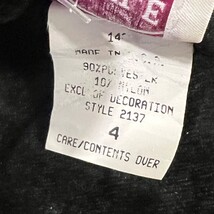 MADE IN U.S.A.
90%POLYESTER
10% NYLON
EXCL OF DECORATION
STYLE 2137
4
CARE/CONTENTS OVER